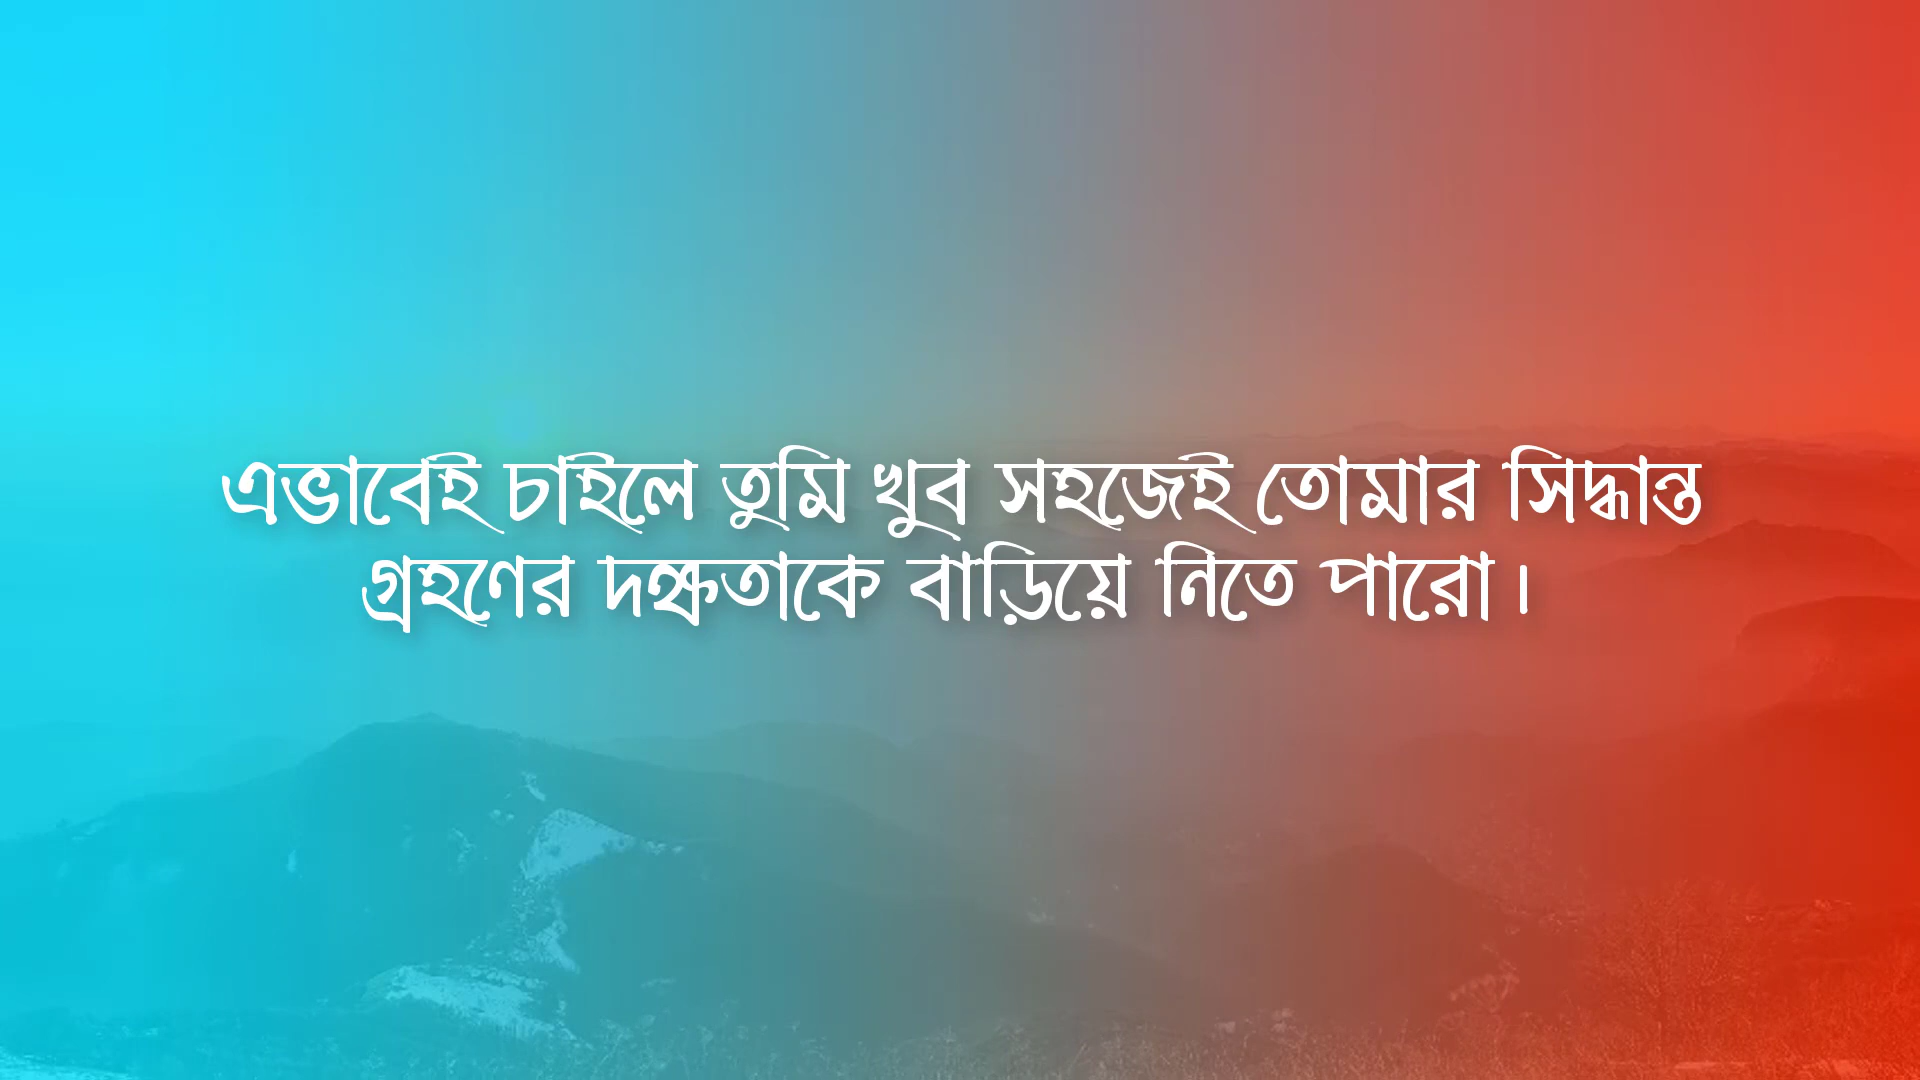 এভাবেই চাইলে তুমি খুব সহজেই তোমার সিদ্ধান্ত
গ্রহণের দক্ষতাকে বাড়িয়ে নিতে পারো।